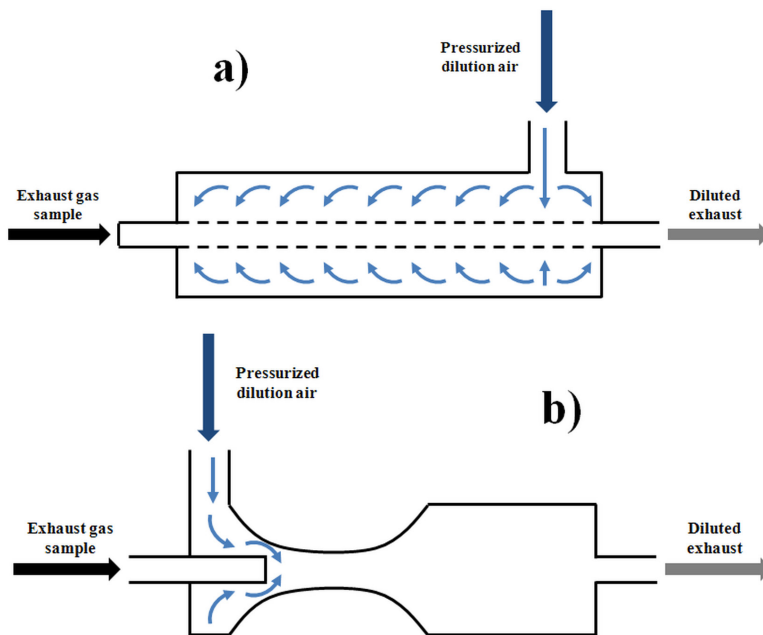 Pressurized
dilution air
a)
Exhaust gas
sample
Diluted
exhaust
Pressurized
dilution air
b)
Exhaust gas
sample
Diluted
exhaust